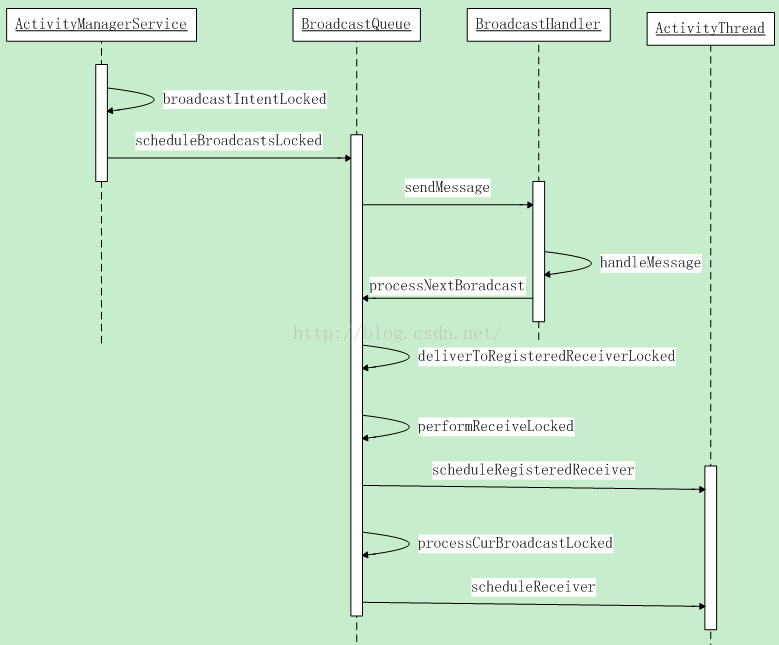 ActivityManagerService
BroadcastQueue
BroadcastHandler
ActivityThread
broadcastIntentLocked
scheduleBroadcastsLocked
sendMessage
handleMessage
processNextBoradcast
http://blog.csdn.net/
deliverToRegisteredReceiverLocked
performReceiveLocked
scheduleRegisteredReceiver
processCurBroadcastLocked
scheduleReceiver